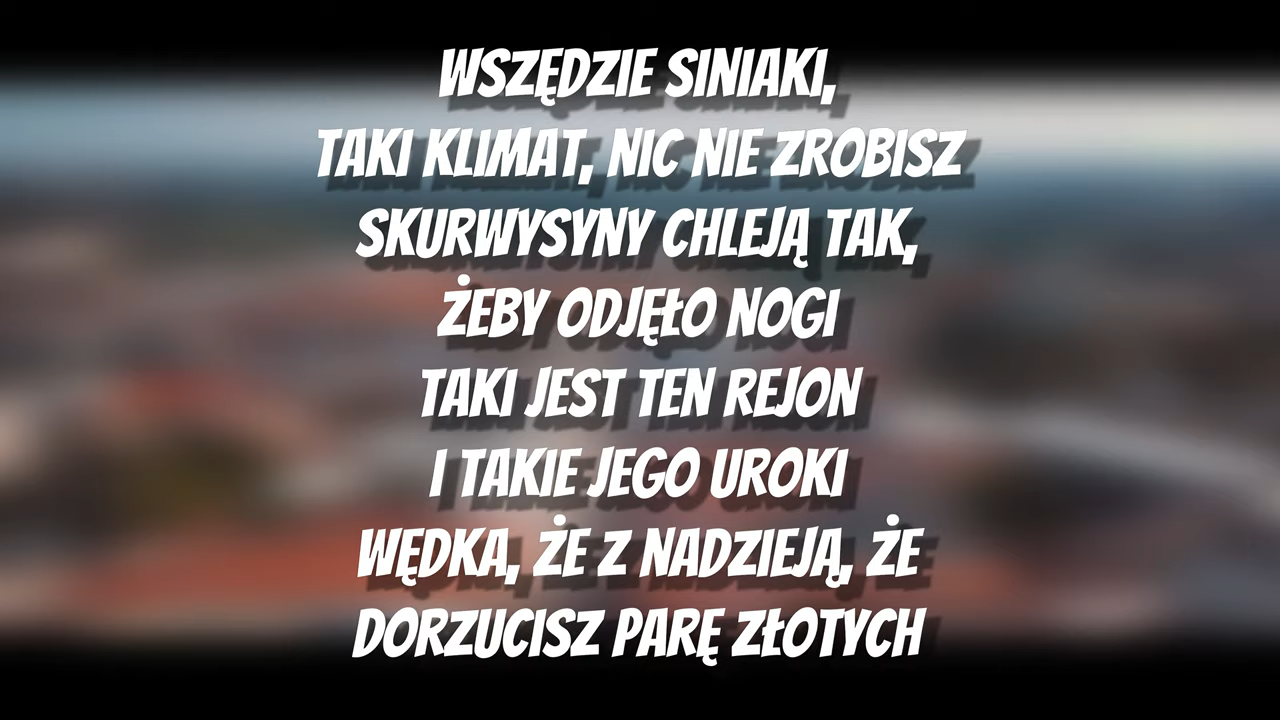 WSZĘDZIE SINIAKI,
TAKI KLIMAT, NIC NIE ZROBISZ
SKURWYSYNY CHLEJĄ TAK,
ŻEBY ODJĘŁO NOGI
TAKI JEST TEN REJON
I TAKIE JEGO UROKI
WĘDKA, ŻE Z NADZIEJĄ, ŻE
DORZUCISZ PARĘ ZŁOTYCH